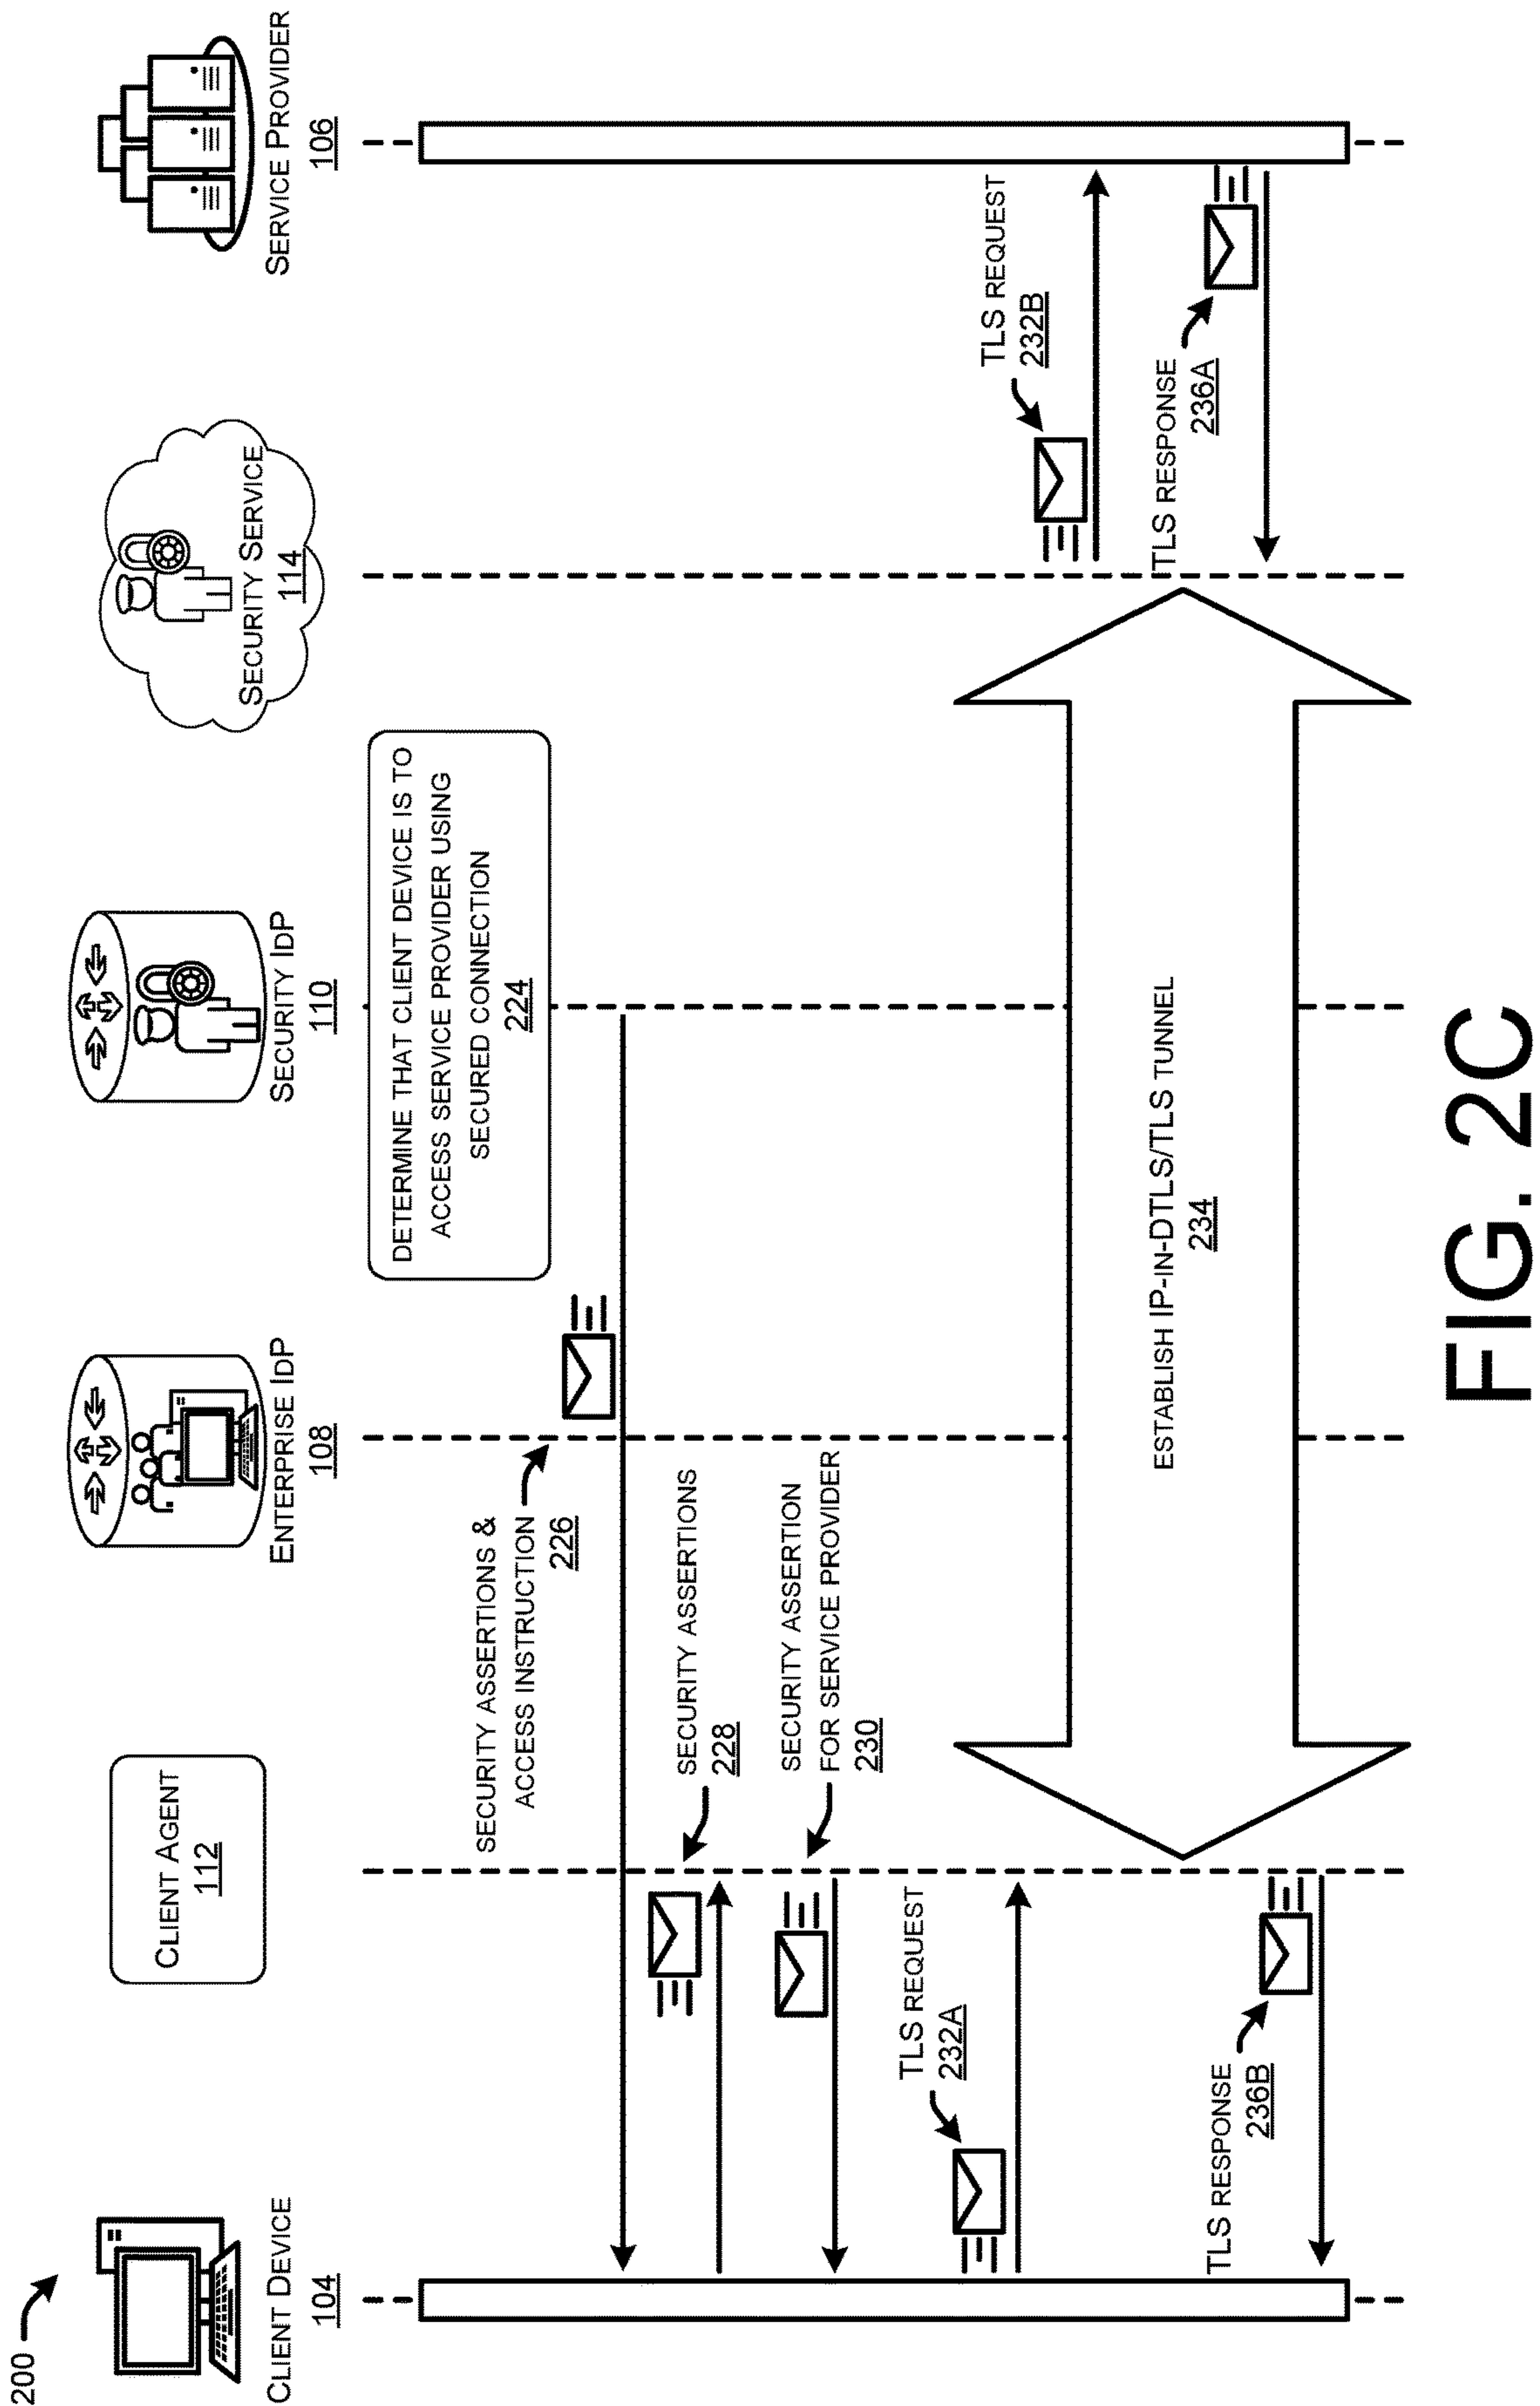 200
CLIENT DEVICE
104
CLIENT AGENT
112
ENTERPRISE IDP
108
SECURITY IDP
110
SECURITY SERVICE
114
SERVICE PROVIDER
106
DETERMINE THAT CLIENT DEVICE IS TO
ACCESS SERVICE PROVIDER USING
SECURED CONNECTION
224
SECURITY ASSERTIONS &
ACCESS INSTRUCTION
226
SECURITY ASSERTIONS
228
SECURITY ASSERTION
FOR SERVICE PROVIDER
230
TLS REQUEST
232A
TLS REQUEST
232B
ESTABLISH IP-IN-DTLS/TLS TUNNEL
234
TLS RESPONSE
236A
TLS RESPONSE
236B
FIG. 2C